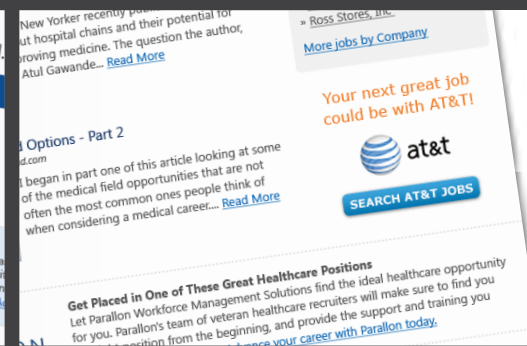 New Yorker recently
ut hospital chains and their potential for
roving medicine. The question the author,
Atul Gawande... Read More
» Ross Stores, Inc
More jobs by Company
Your next great job
could be with AT&T!
at&t
SEARCH AT&T JOBS
Options - Part 2
d.com
I began in part one of this article looking at some
of the medical field opportunities that are not
often the most common ones people think of
when considering a medical career.... Read More
Get Placed in One of These Great Healthcare Positions
Let Parallon Workforce Management Solutions find the ideal healthcare opportunity
for you. Parallon's team of veteran healthcare recruiters will make sure to find you
position from the beginning, and provide the support and training you
your career with Parallon today.